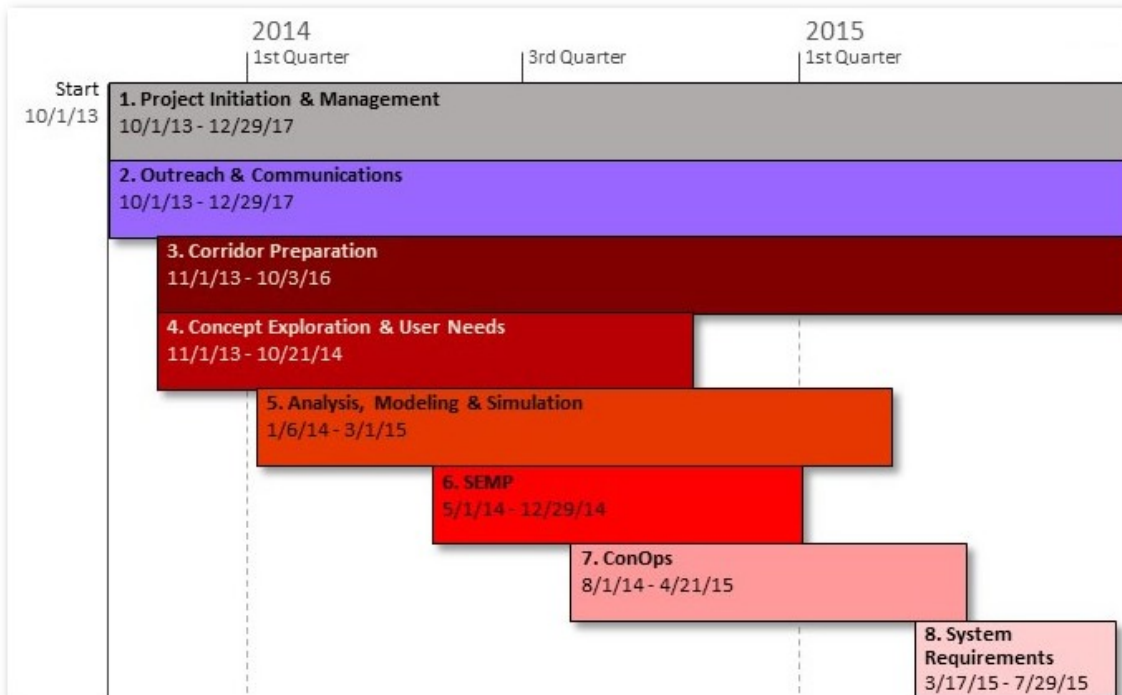 2014
2015
1st Quarter
3rd Quarter
1st Quarter
Start
10/1/13
1. Project Initiation & Management
10/1/13 - 12/29/17
2. Outreach & Communications
10/1/13 - 12/29/17
3. Corridor Preparation
11/1/13 - 10/3/16
4. Concept Exploration & User Needs
11/1/13 - 10/21/14
5. Analysis, Modeling & Simulation
1/6/14 - 3/1/15
6. SEMP
5/1/14 - 12/29/14
7. ConOps
8/1/14 - 4/21/15
8. System
Requirements
3/17/15 - 7/29/15